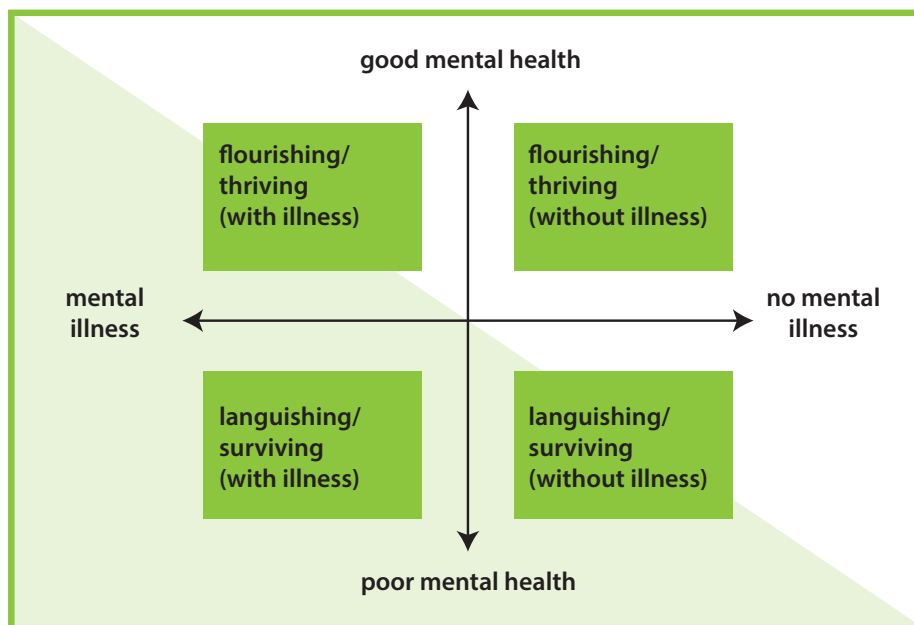 good mental health
flourishing/
thriving
(with illness)
flourishing/
thriving
(without illness)
mental
illness
no mental
illness
languishing/
surviving
(with illness)
languishing/
surviving
(without illness)
poor mental health